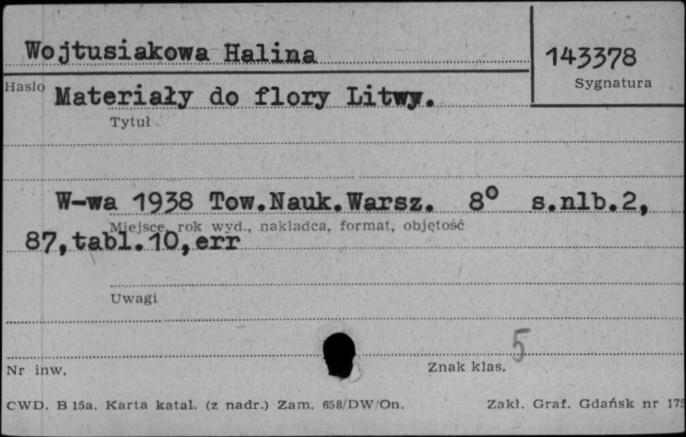 Wojtusiakowa Halina
143378
Hasło
Sygnatura
Materiały do flory Litwy.
Tytuł
W-wa 1938 Tow.Nauk.Warsz. 8° s.nlb.2,
Miejsce, rok wyd., nakładca, format, objętość
87,tabl.10,err
Uwagi
5
Nr inw.
Znak klas.
CWD. B 15a. Karta katal. (z nadr.) Zam. 658/DW/On.
Zakł. Graf. Gdańsk nr 175